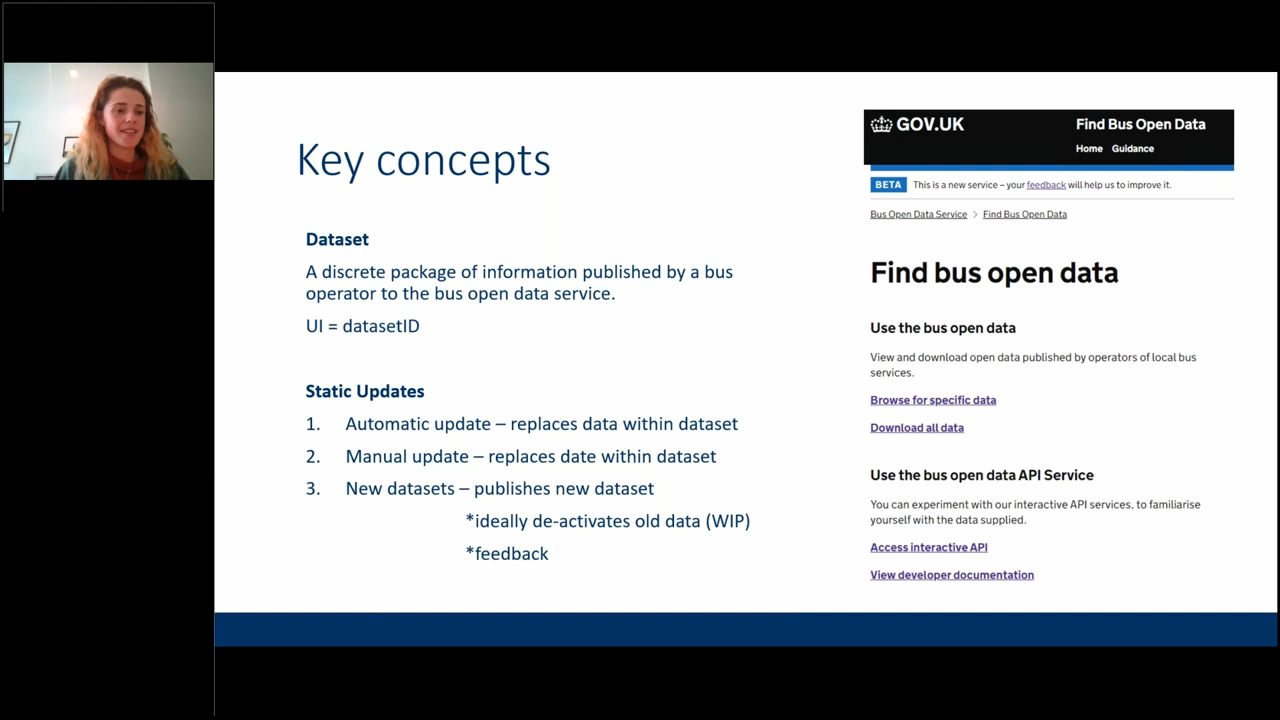 Key concepts
Dataset
A discrete package of information published by a bus
operator to the bus open data service.
UI = datasetID
Static Updates
1. Automatic update – replaces data within dataset
2. Manual update – replaces date within dataset
3. New datasets – publishes new dataset
*ideally de-activates old data (WIP)
*feedback
GOV.UK
Find Bus Open Data
Home Guidance
BETA This is a new service – your feedback will help us to improve it.
Bus Open Data Service > Find Bus Open Data
Find bus open data
Use the bus open data
View and download open data published by operators of local bus
services.
Browse for specific data
Download all data
Use the bus open data API Service
You can experiment with our interactive API services, to familiarise
yourself with the data supplied.
Access interactive API
View developer documentation